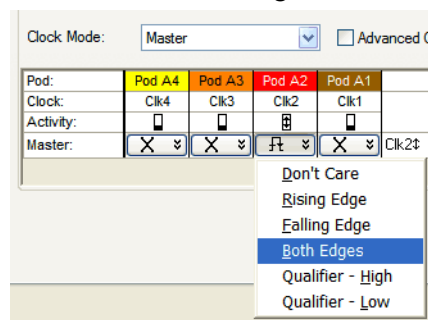 Clock Mode: Master Advanced
Pod: Pod A4 Pod A3 Pod A2 Pod A1
Clock: Clk4 Clk3 Clk2 Clk1
Activity:
Master: X X X Clk2↕
Don't Care
Rising Edge
Falling Edge
Both Edges
Qualifier - High
Qualifier - Low